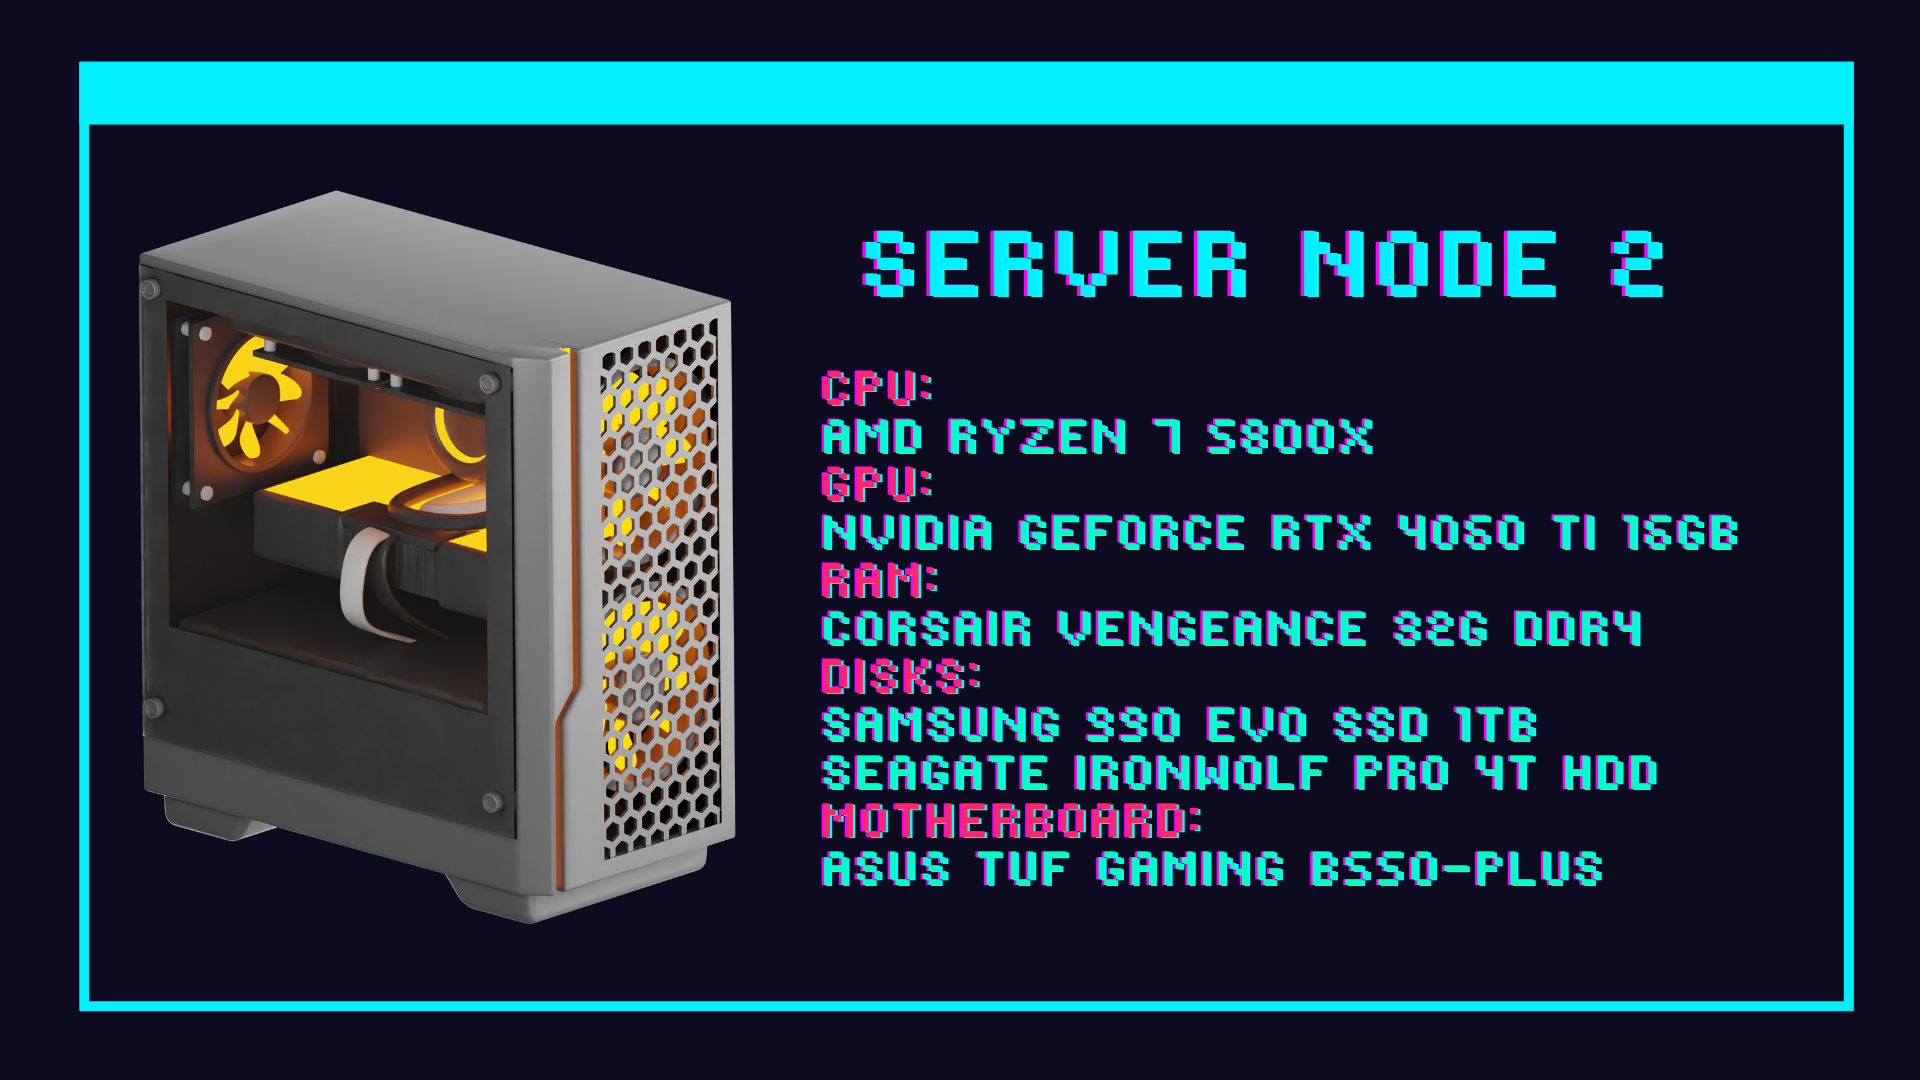 SERVER NODE 2
CPU:
AMD RYZEN 7 5800X
GPU:
NVIDIA GEFORCE RTX 4060 TI 16GB
RAM:
CORSAIR VENGEANCE 32G DDR4
DISKS:
SAMSUNG 990 EVO SSD 1TB
SEAGATE IRONWOLF PRO 4T HDD
MOTHERBOARD:
ASUS TUF GAMING B550-PLUS